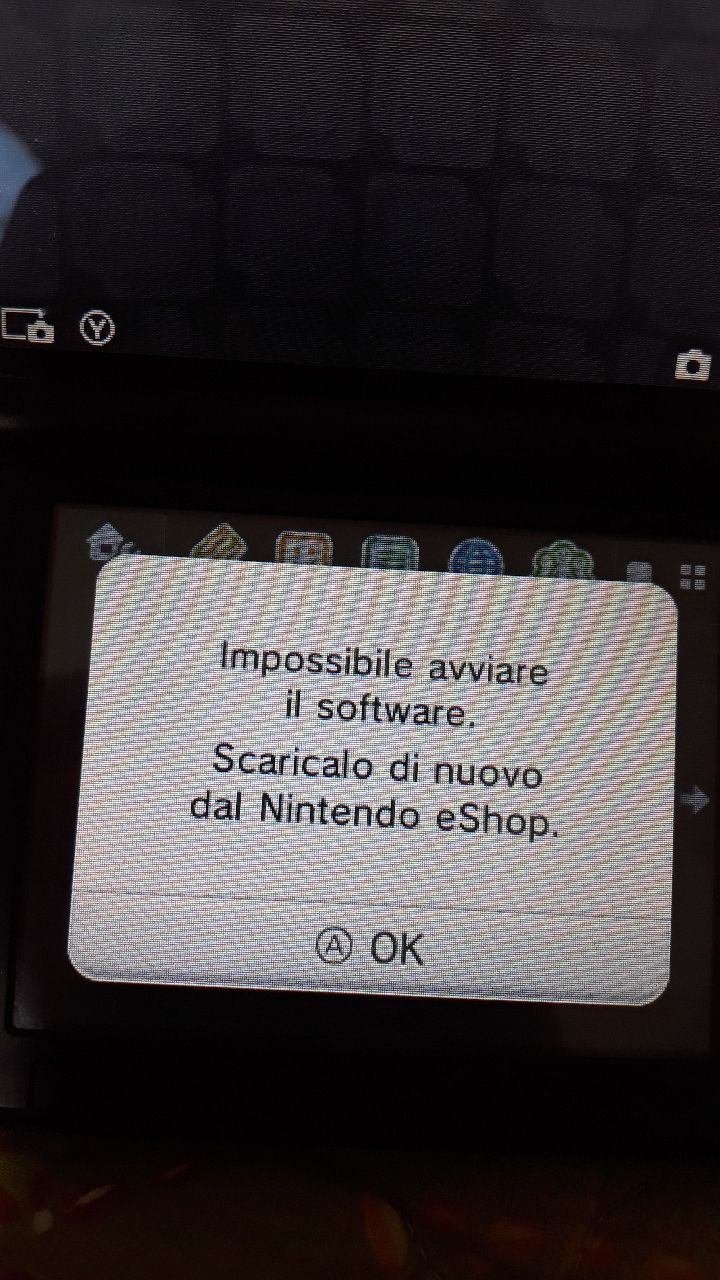 Y
Impossibile avviare
il software.
Scaricalo di nuovo
dal Nintendo eShop.
A OK